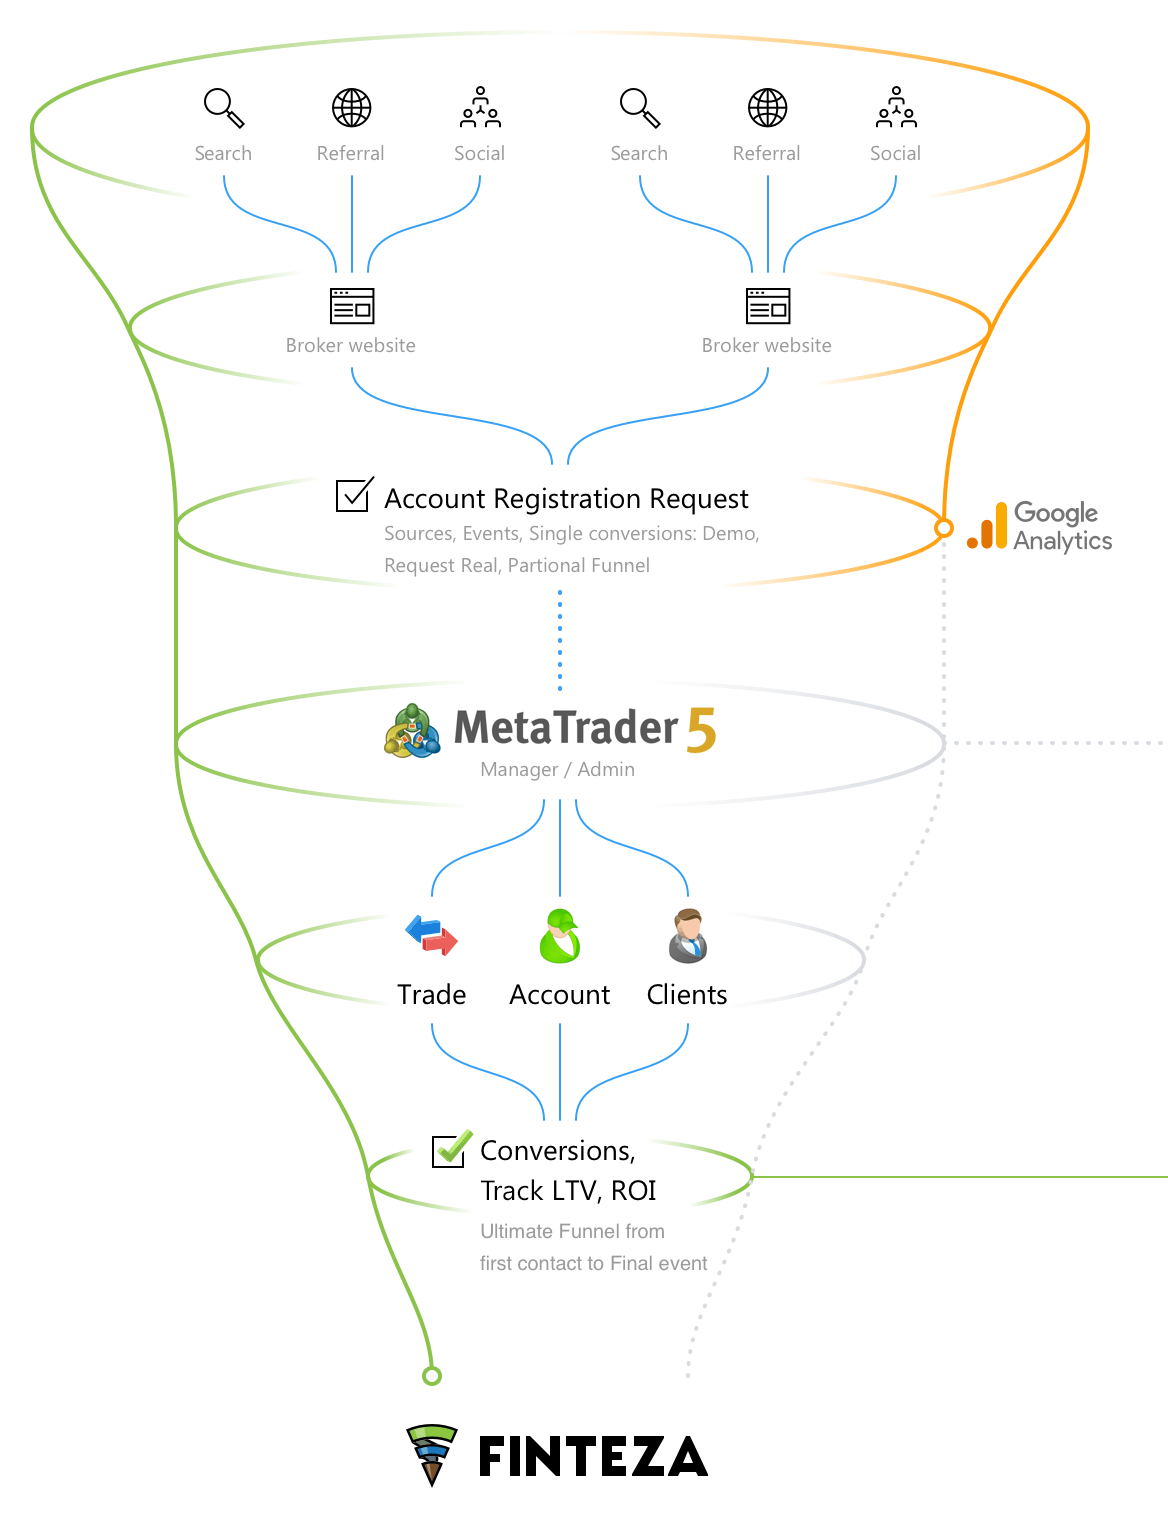 Search Referral Social Search Referral Social
Broker website Broker website
Account Registration Request
Sources, Events, Single conversions: Demo,
Request Real, Partional Funnel
Google
Analytics
MetaTrader 5
Manager / Admin
Trade Account Clients
Conversions,
Track LTV, ROI
Ultimate Funnel from
first contact to Final event
FINTEZA